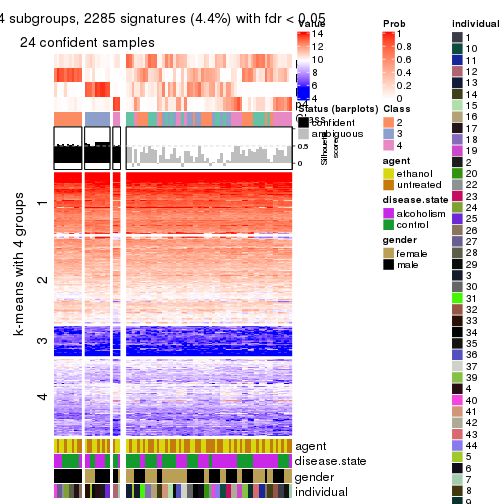 4 subgroups, 2285 signatures (4.4%) with fdr < 0.05
24 confident samples
k-means with 4 groups
1
2
3
4
p4
Class
1
0.5
0
Silhouette
score
agent
disease.state
gender
individual
Value
14
12
10
8
6
4
Status (barplots)
confident
ambiguous
Prob
1
0.8
0.6
0.4
0.2
0
Class
2
3
4
agent
ethanol
untreated
disease.state
alcoholism
control
gender
female
male
individual
1
10
11
12
13
14
15
16
17
18
19
2
20
22
23
24
25
26
27
28
29
3
30
31
32
33
34
35
36
37
39
4
40
41
42
43
44
5
6
7
8
9